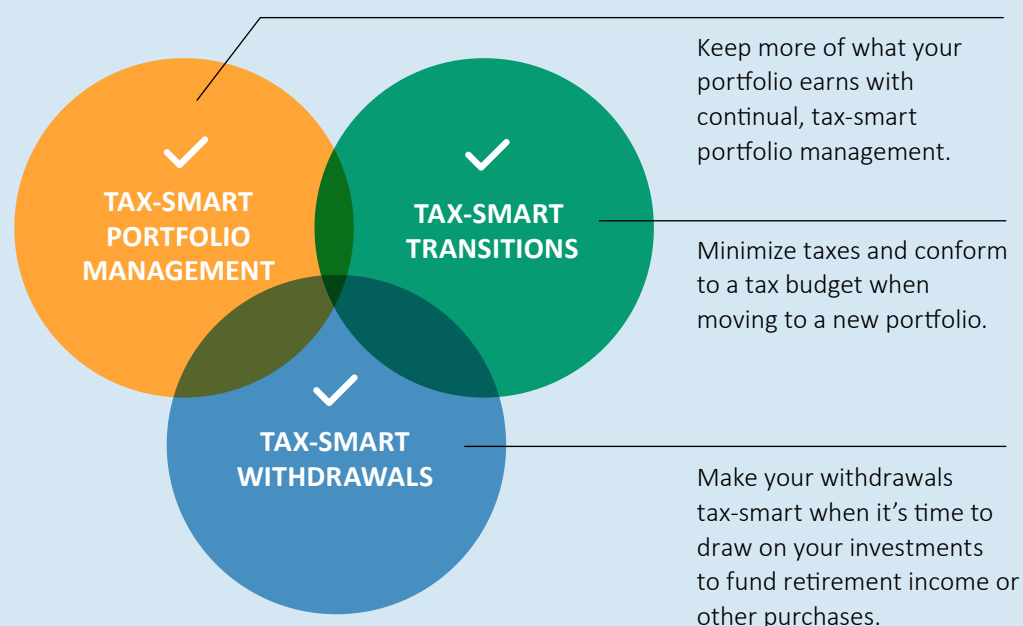 TAX-SMART
PORTFOLIO
MANAGEMENT
Keep more of what your
portfolio earns with
continual, tax-smart
portfolio management.
TAX-SMART
TRANSITIONS
Minimize taxes and conform
to a tax budget when
moving to a new portfolio.
TAX-SMART
WITHDRAWALS
Make your withdrawals
tax-smart when it’s time to
draw on your investments
to fund retirement income or
other purchases.